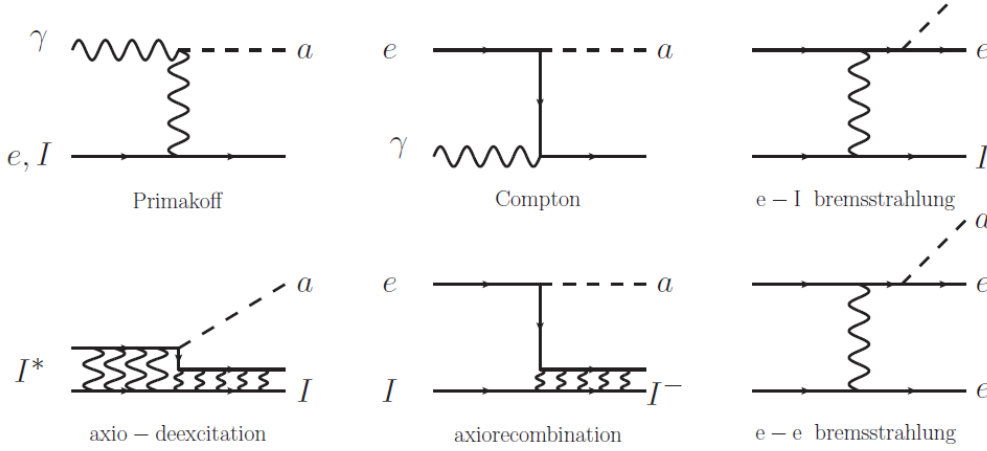 γ a
e, I
Primakoff
e a
γ
Compton
e
I
e − I bremsstrahlung
a
I* I
axio − deexcitation
e a
I I−
axiorecombination
a
e
e
e − e bremsstrahlung